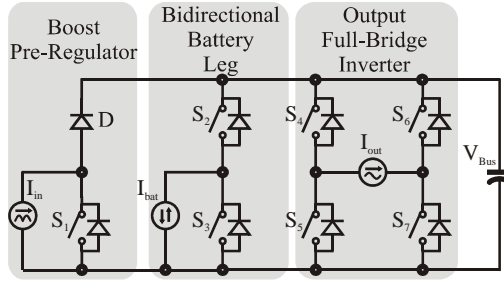 Boost
Pre-Regulator
Bidirectional
Battery
Leg
Output
Full-Bridge
Inverter
D
S2
S4
S6
Iout
VBus
Iin
Ibat
S1
S3
S5
S7